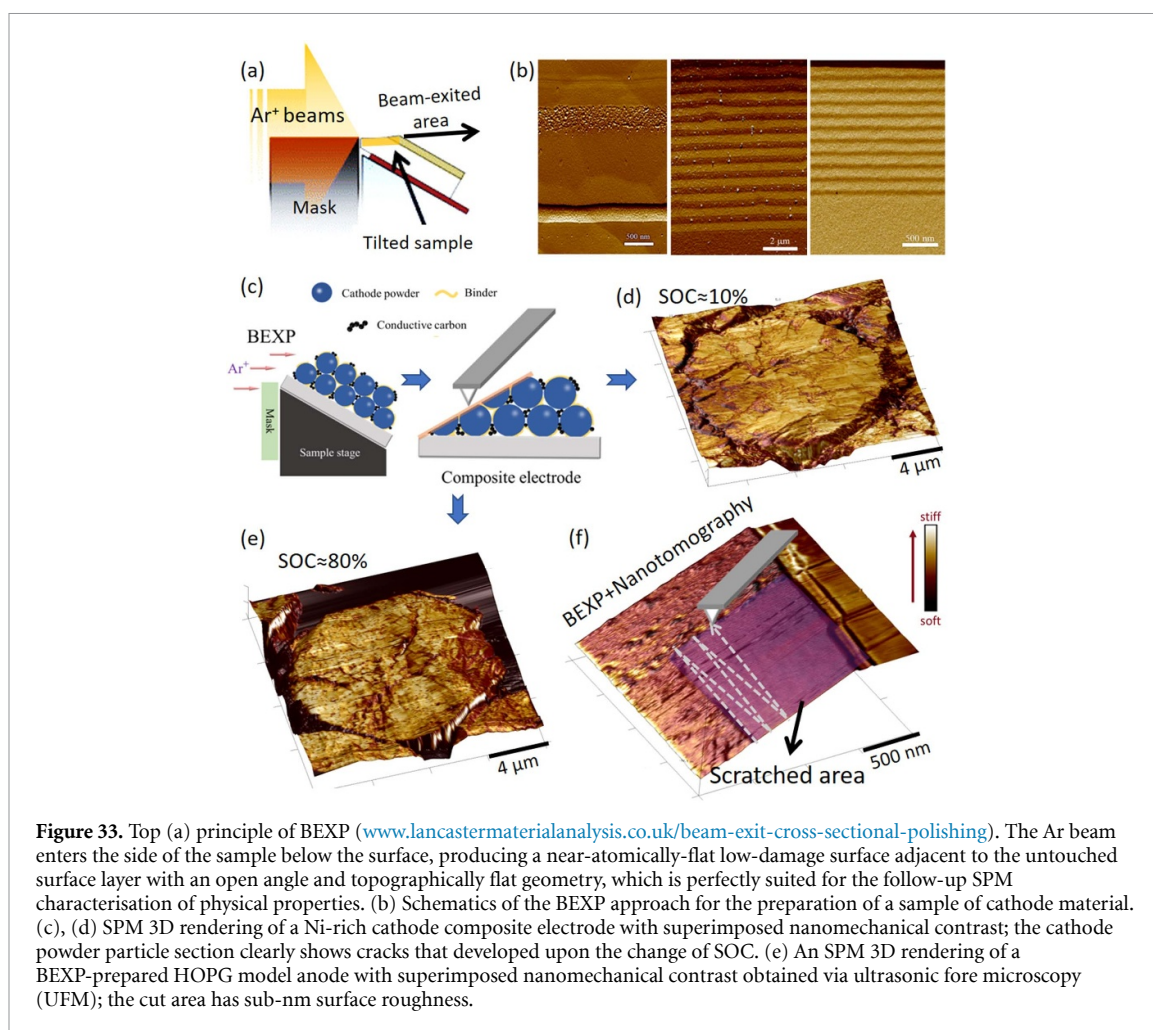 (a)
Ar⁺ beams
Mask
Beam-exited
area
Tilted sample
(b)
500 nm
2 µm
500 nm
(c)
Cathode powder
Binder
Conductive carbon
BEXP
Ar⁺
Mask
Sample stage
Composite electrode
(d)
SOC≈10%
4 µm
(e)
SOC≈80%
4 µm
(f)
BEXP+Nanotomography
stiff
soft
500 nm
Scratched area
Figure 33. Top (a) principle of BEXP (www.lancastermaterialanalysis.co.uk/beam-exit-cross-sectional-polishing). The Ar beam
enters the side of the sample below the surface, producing a near-atomically-flat low-damage surface adjacent to the untouched
surface layer with an open angle and topographically flat geometry, which is perfectly suited for the follow-up SPM
characterisation of physical properties. (b) Schematics of the BEXP approach for the preparation of a sample of cathode material.
(c), (d) SPM 3D rendering of a Ni-rich cathode composite electrode with superimposed nanomechanical contrast; the cathode
powder particle section clearly shows cracks that developed upon the change of SOC. (e) An SPM 3D rendering of a
BEXP-prepared HOPG model anode with superimposed nanomechanical contrast obtained via ultrasonic fore microscopy
(UFM); the cut area has sub-nm surface roughness.